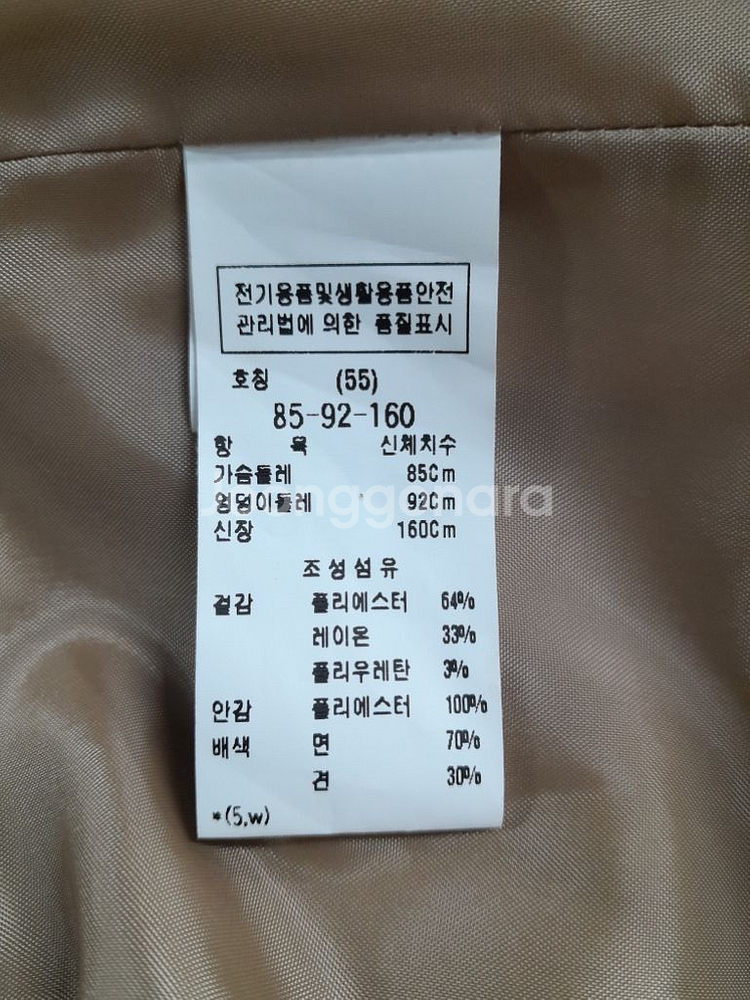 전기용품및생활용품안전
관리법에 의한 품질표시
호칭 (55)
85-92-160
항 목 신체치수
가슴둘레 85Cm
엉덩이둘레 92Cm
신장 160Cm
조성섬유
겉감 폴리에스터 64%
레이온 33%
폴리우레탄 3%
안감 폴리에스터 100%
배색 면 70%
견 30%
*(5,w)